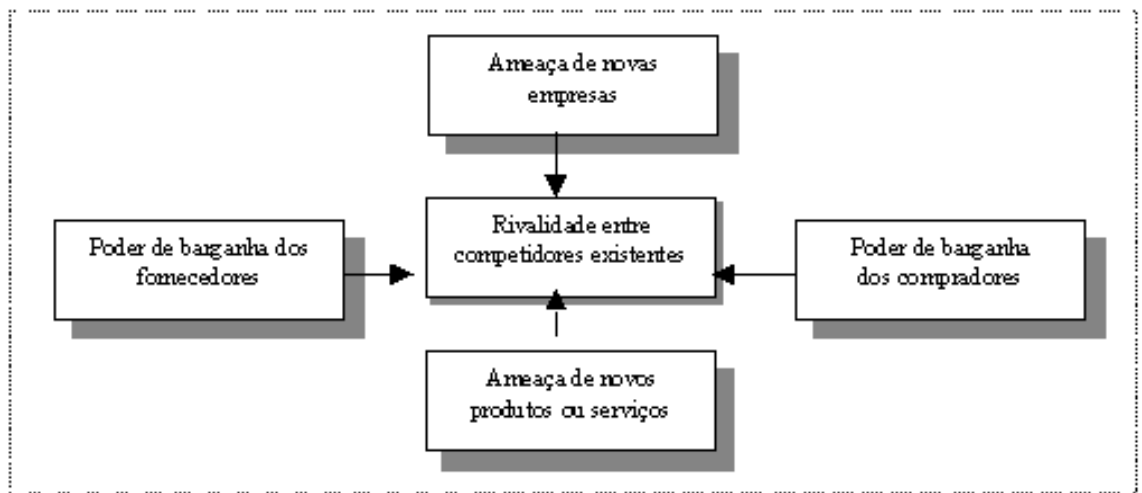 Ameaça de novas
empresas
Rivalidade entre
competidores existentes
Poder de barganha dos
fornecedores
Poder de barganha
dos compradores
Ameaça de novos
produtos ou serviços